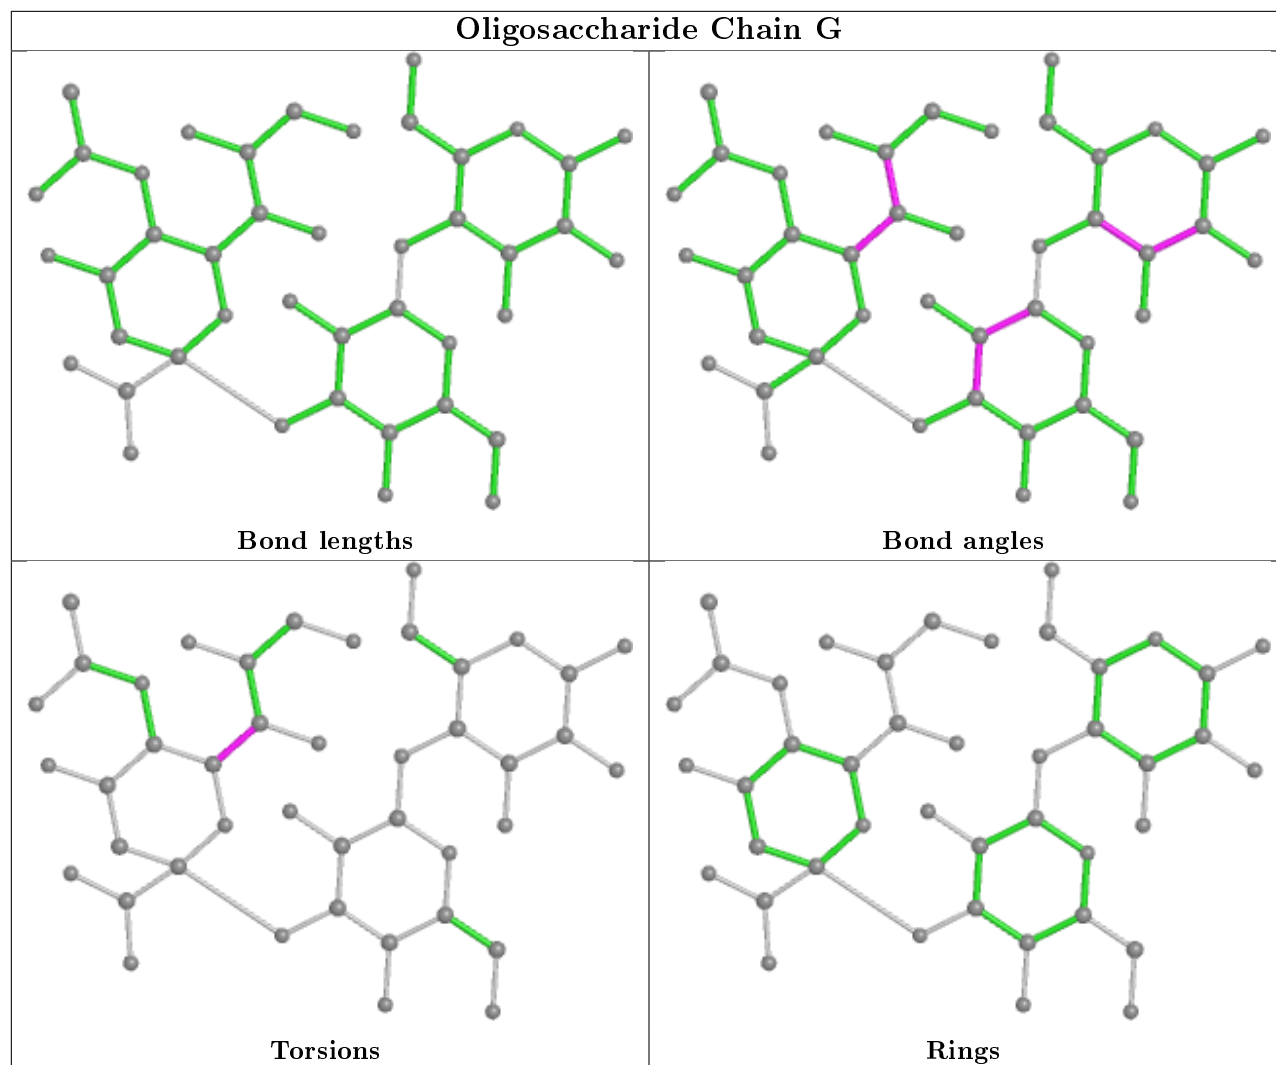 Oligosaccharide Chain G
Bond lengths
Bond angles
Torsions
Rings